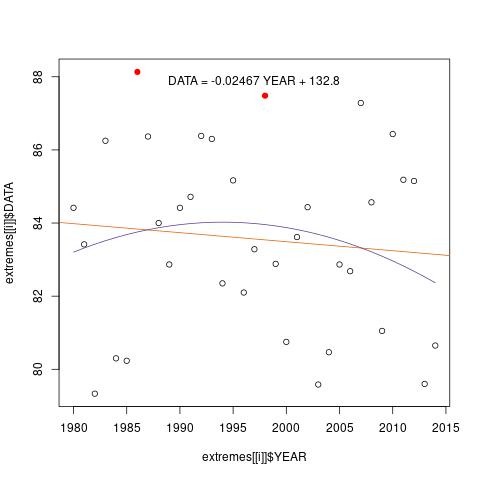 DATA = -0.02467 YEAR + 132.8
88
86
84
82
80
extremes[[i]]$DATA
1980 1985 1990 1995 2000 2005 2010 2015
extremes[[i]]$YEAR